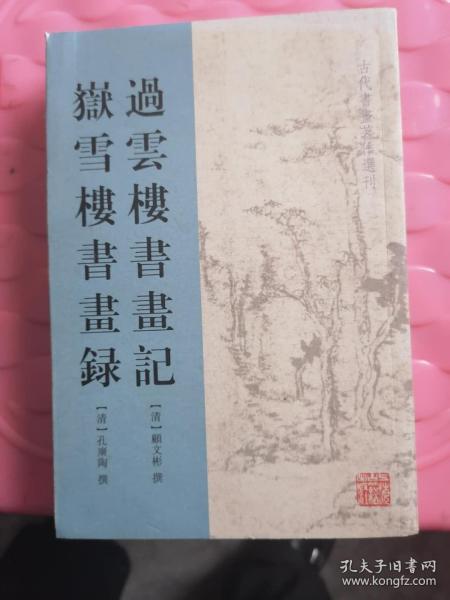 古代書畫著作選刊
過雲樓書畫記
[清]顧文彬 撰
嶽雪樓書畫録
[清]孔廣陶 撰
孔夫子旧书网
www.kongfz.com